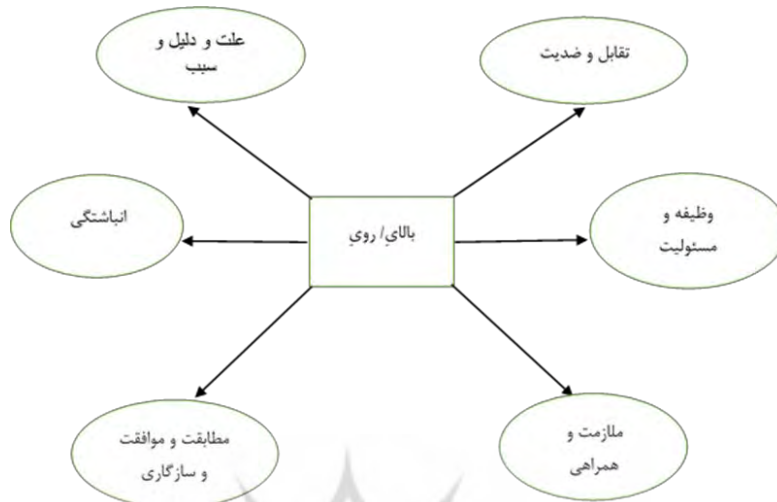 علت و دلیل و
سبب
تقابل و ضدیت
انباشتگی
بالایِ/ رویِ
وظیفه و
مسئولیت
مطابقت و موافقت
و سازگاری
ملازمت و
همراهی